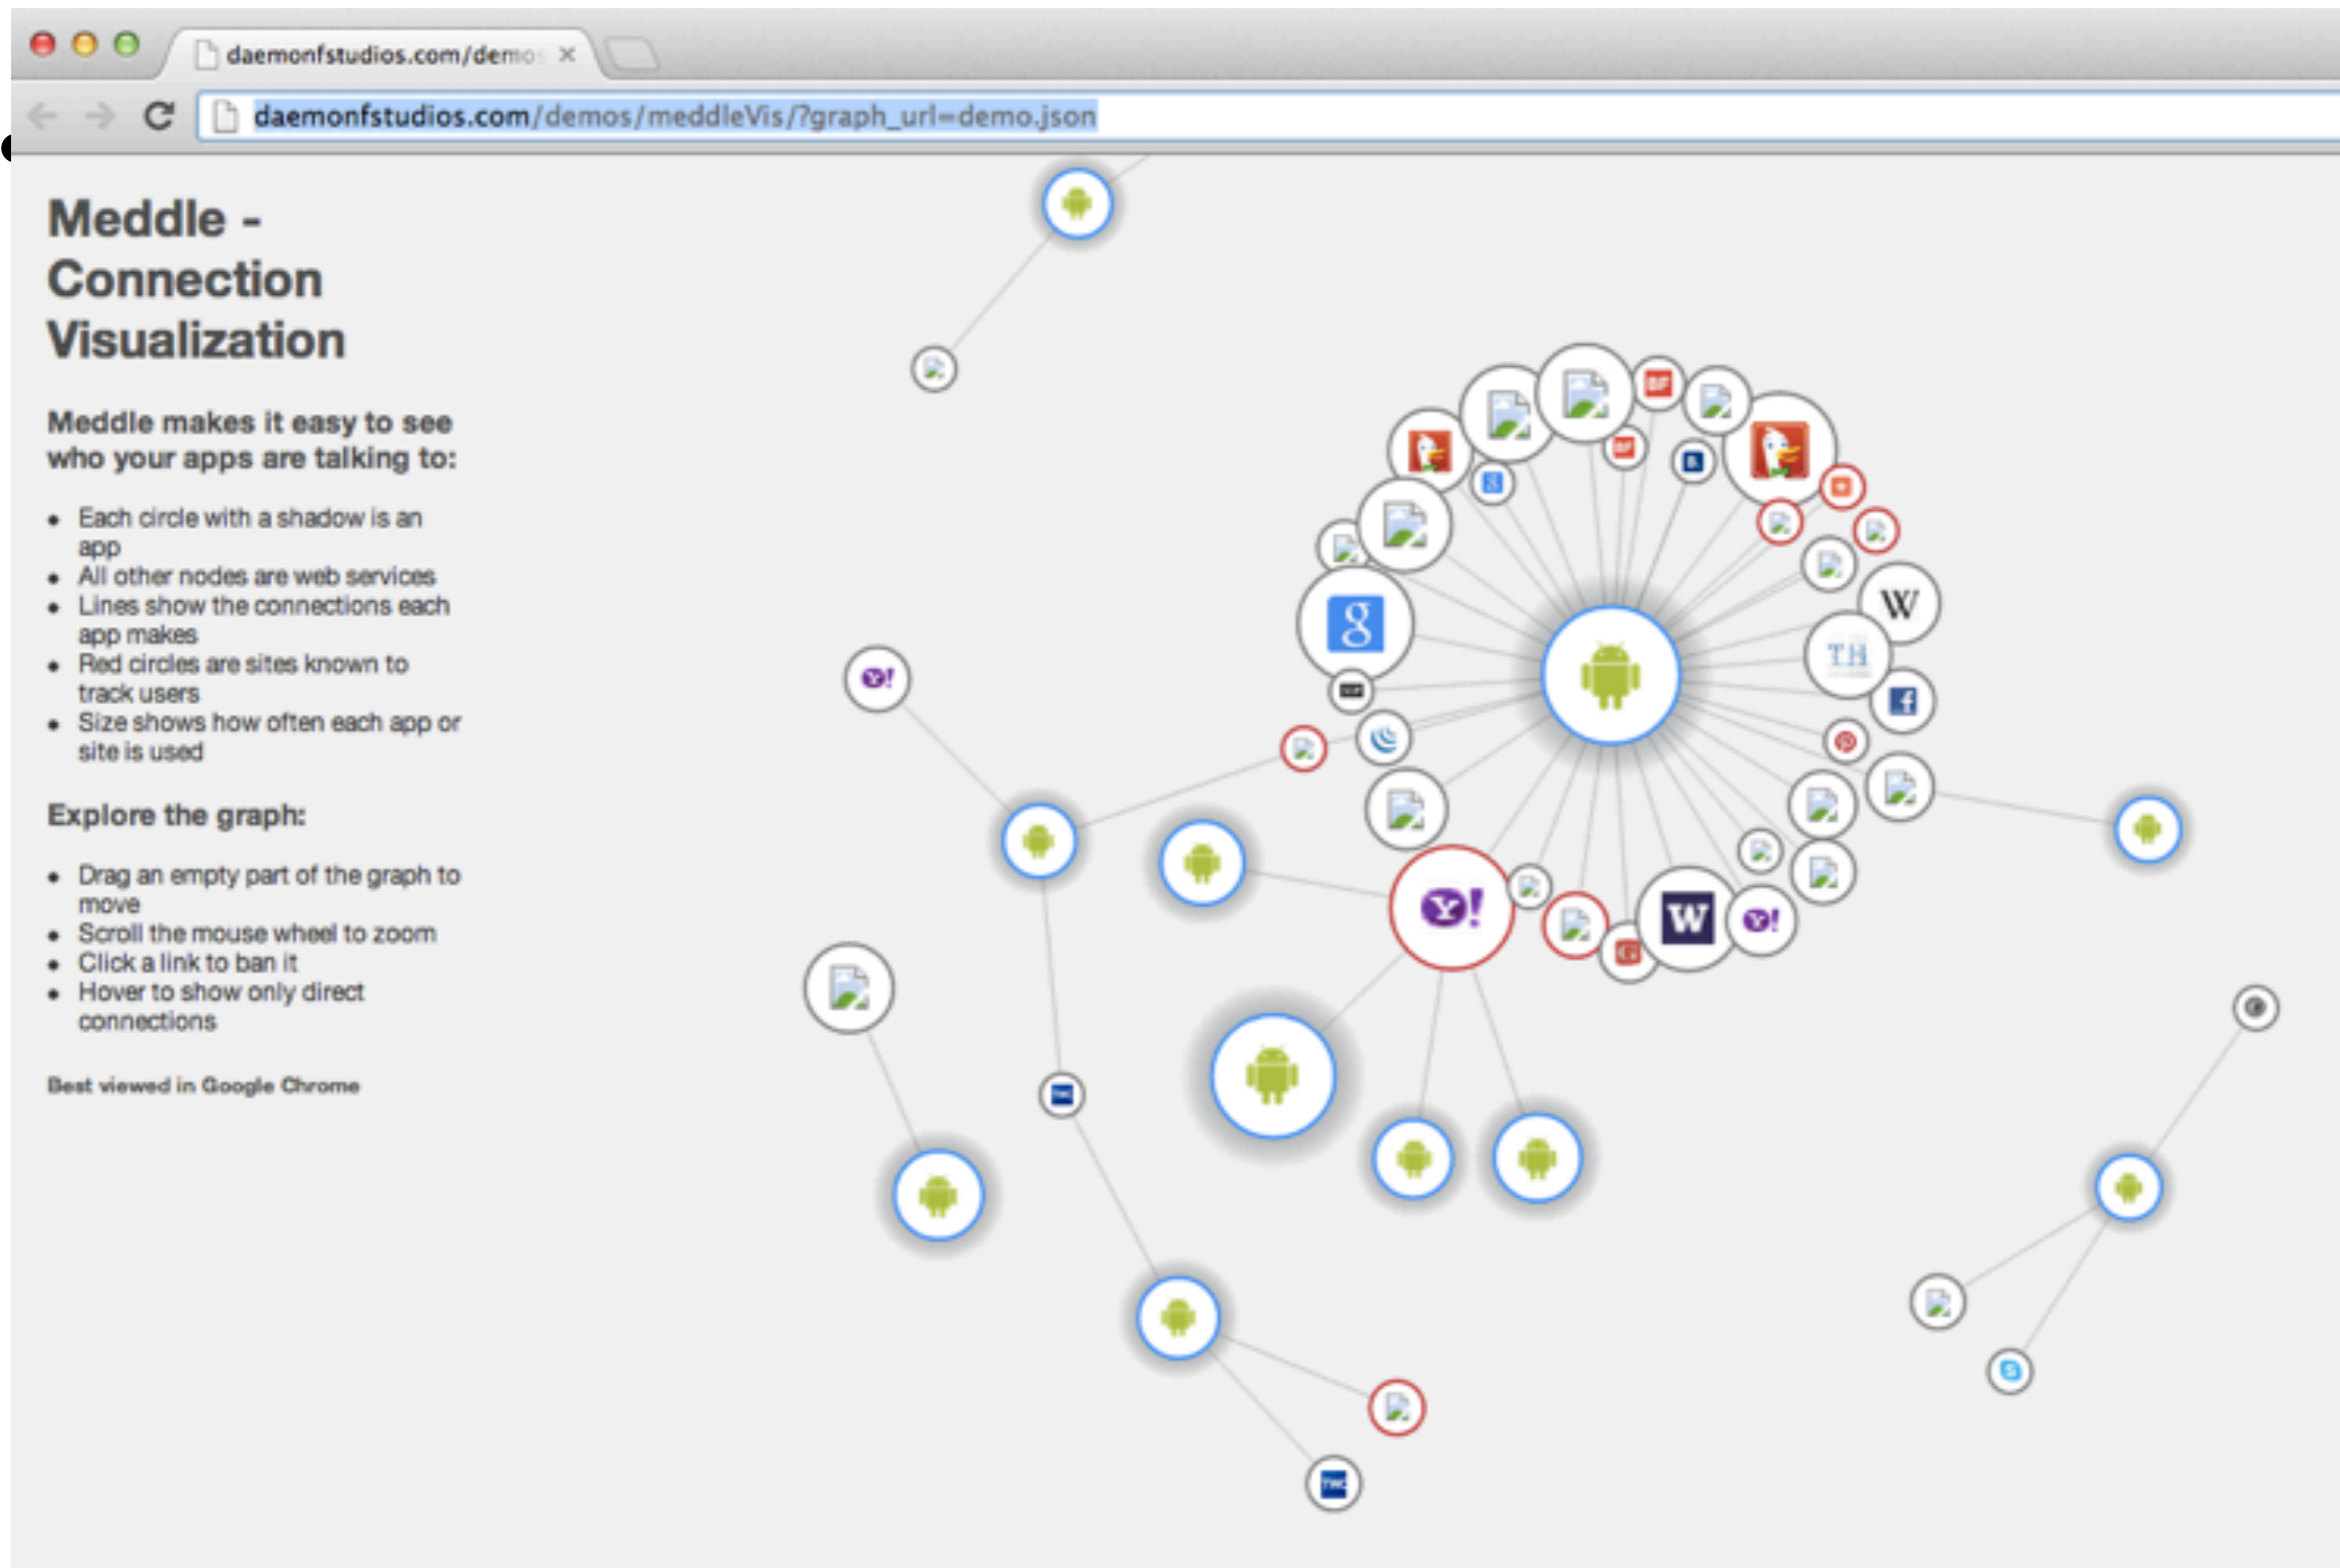 daemonfstudios.com/demos
daemonfstudios.com/demos/meddleVis/?graph_url=demo.json
Meddle -
Connection
Visualization
Meddle makes it easy to see
who your apps are talking to:
• Each circle with a shadow is an
app
• All other nodes are web services
• Lines show the connections each
app makes
• Red circles are sites known to
track users
• Size shows how often each app or
site is used
Explore the graph:
• Drag an empty part of the graph to
move
• Scroll the mouse wheel to zoom
• Click a link to ban it
• Hover to show only direct
connections
Best viewed in Google Chrome
BF
BF
g
g
W
TH
f
Y!
Y!
W
Y!
TWC
S